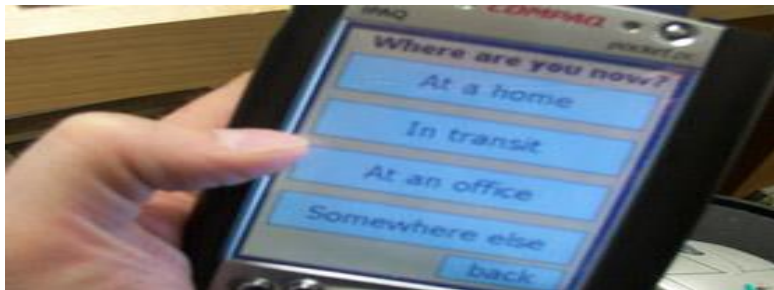 iPAQ COMPAQ
pocket pc
Where are you now?
At a home
In transit
At an office
Somewhere else
back